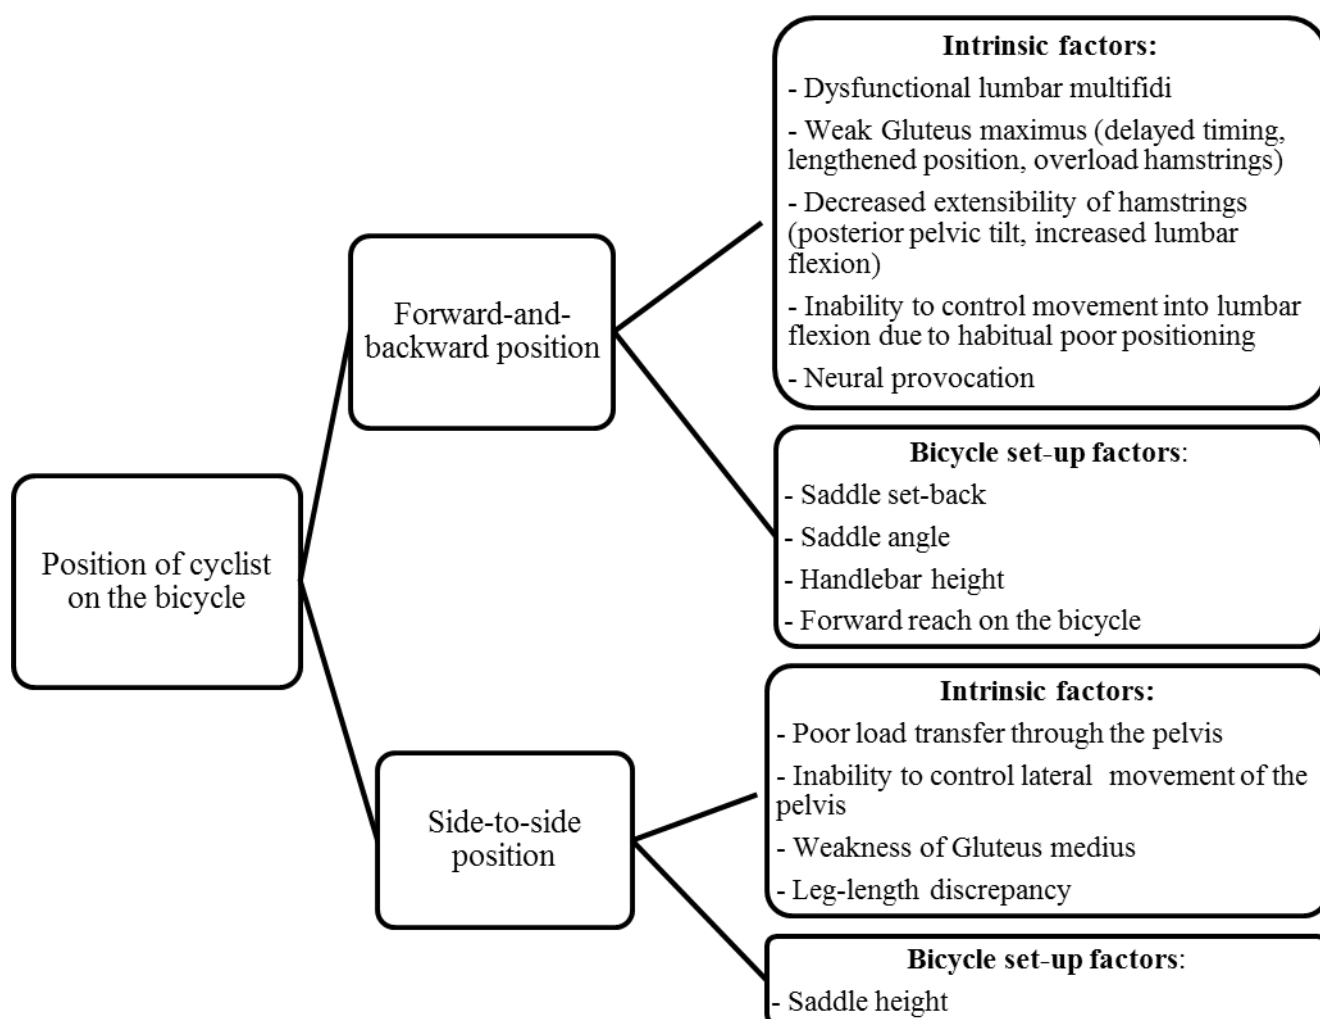 Position of cyclist
on the bicycle
Forward-and-
backward position
Intrinsic factors:
- Dysfunctional lumbar multifidi
- Weak Gluteus maximus (delayed timing,
lengthened position, overload hamstrings)
- Decreased extensibility of hamstrings
(posterior pelvic tilt, increased lumbar
flexion)
- Inability to control movement into lumbar
flexion due to habitual poor positioning
- Neural provocation
Bicycle set-up factors:
- Saddle set-back
- Saddle angle
- Handlebar height
- Forward reach on the bicycle
Side-to-side
position
Intrinsic factors:
- Poor load transfer through the pelvis
- Inability to control lateral movement of the
pelvis
- Weakness of Gluteus medius
- Leg-length discrepancy
Bicycle set-up factors:
- Saddle height